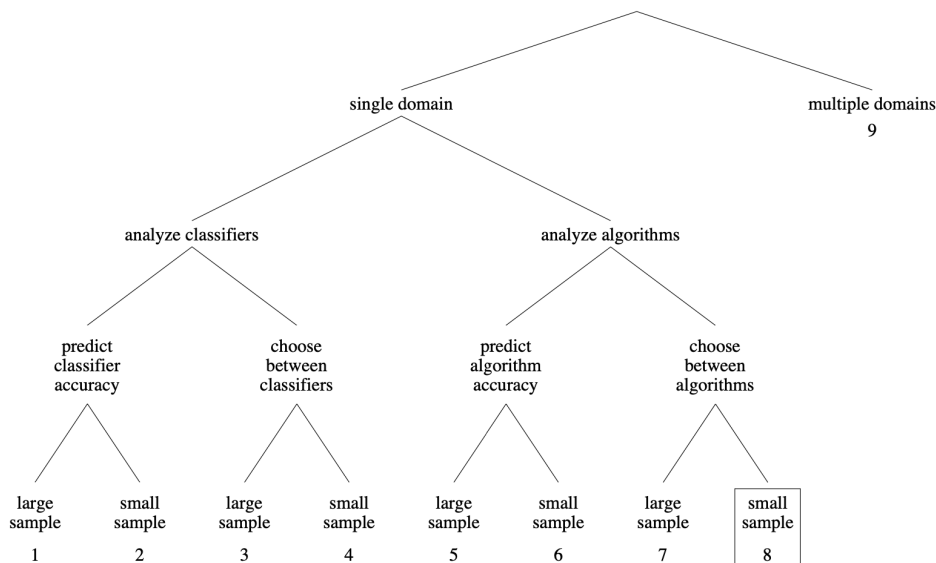 single domain
multiple domains
9
analyze classifiers
analyze algorithms
predict
classifier
accuracy
choose
between
classifiers
predict
algorithm
accuracy
choose
between
algorithms
large
sample
1
small
sample
2
large
sample
3
small
sample
4
large
sample
5
small
sample
6
large
sample
7
small
sample
8